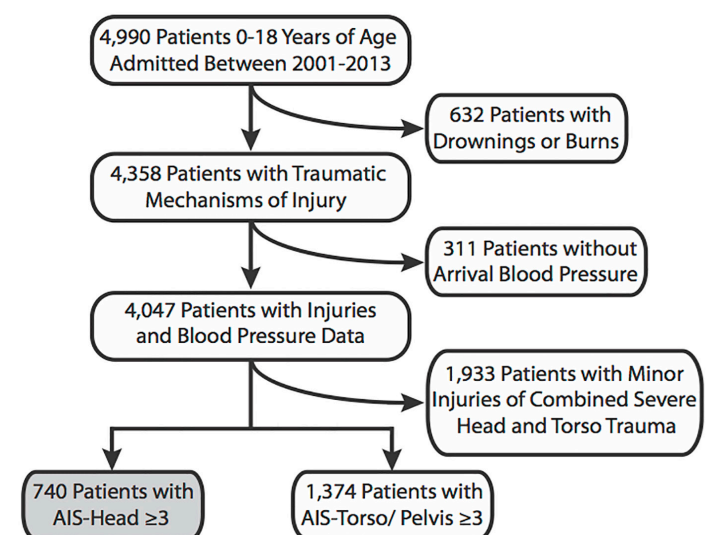 4,990 Patients 0-18 Years of Age
Admitted Between 2001-2013
632 Patients with
Drownings or Burns
4,358 Patients with Traumatic
Mechanisms of Injury
311 Patients without
Arrival Blood Pressure
4,047 Patients with Injuries
and Blood Pressure Data
1,933 Patients with Minor
Injuries of Combined Severe
Head and Torso Trauma
740 Patients with
AIS-Head ≥3
1,374 Patients with
AIS-Torso/ Pelvis ≥3